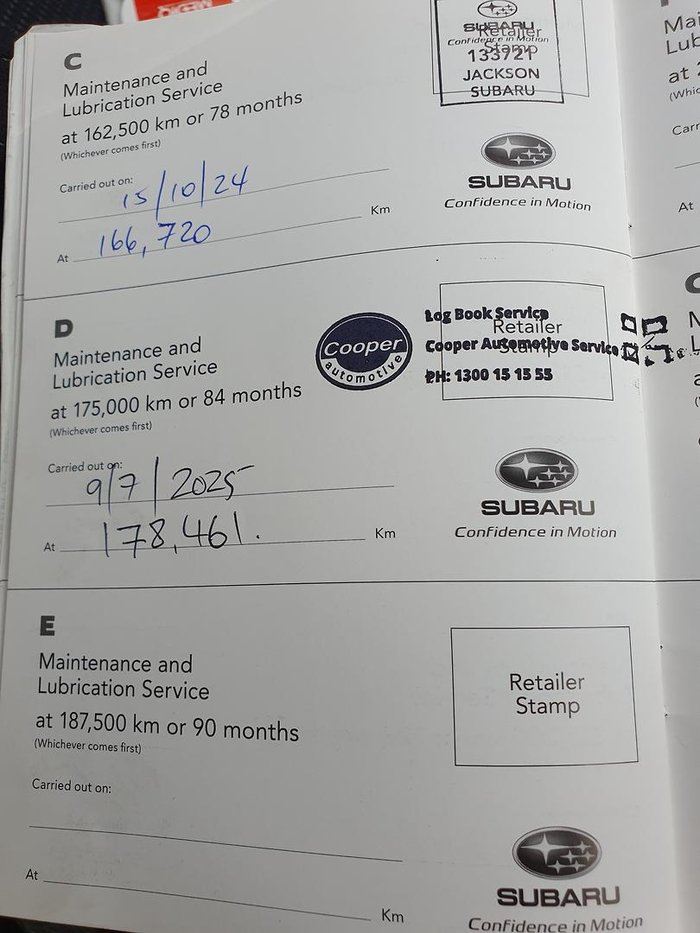 C
Maintenance and
Lubrication Service
at 162,500 km or 78 months
(Whichever comes first)
Carried out on: 15/10/24
At 166,720 Km
SUBARU
Retailer
Confidence in Motion
Stamp
133721
JACKSON
SUBARU
SUBARU
Confidence in Motion
D
Maintenance and
Lubrication Service
at 175,000 km or 84 months
(Whichever comes first)
Carried out on: 9/7/2025
At 178,461. Km
Cooper
automotive
Log Book Service
Retailer
Stamp
Cooper Automotive Service
PH: 1300 15 15 55
SUBARU
Confidence in Motion
E
Maintenance and
Lubrication Service
at 187,500 km or 90 months
(Whichever comes first)
Carried out on:
At Km
Retailer
Stamp
SUBARU
Confidence in Motion
At